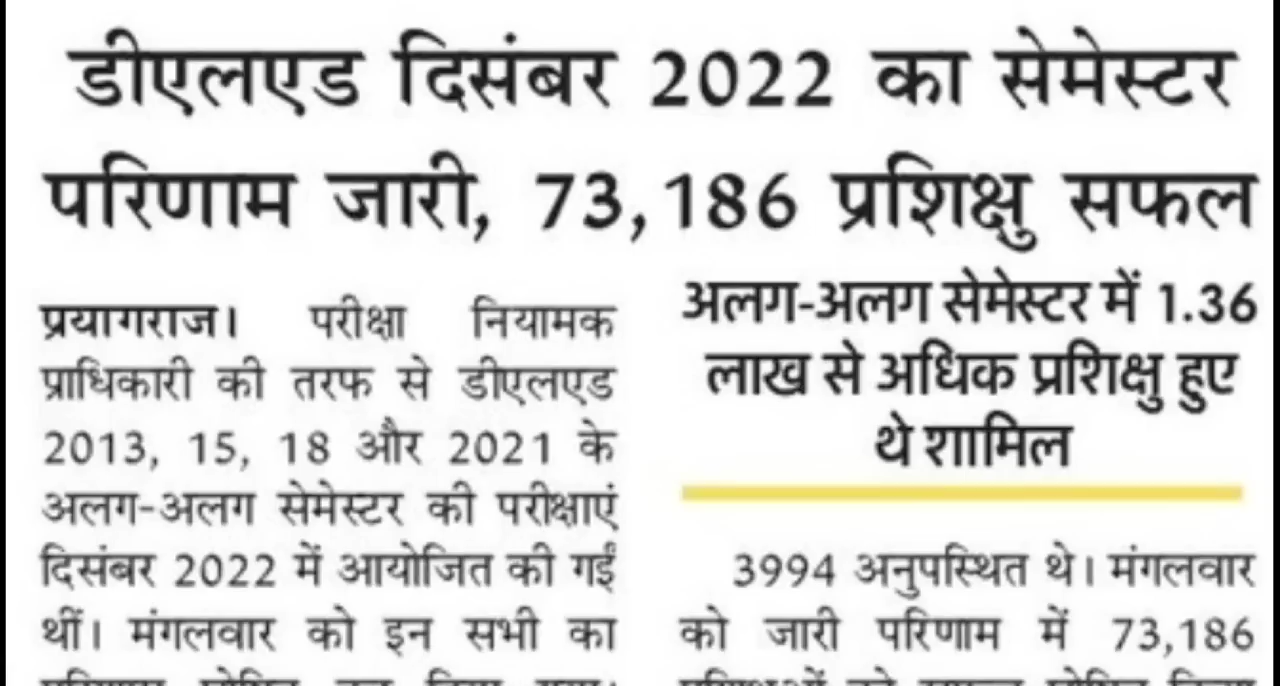 डीएलएड दिसंबर 2022 का सेमेस्टर
परिणाम जारी, 73,186 प्रशिक्षु सफल
प्रयागराज। परीक्षा नियामक
प्राधिकारी की तरफ से डीएलएड
2013, 15, 18 और 2021 के
अलग-अलग सेमेस्टर की परीक्षाएं
दिसंबर 2022 में आयोजित की गईं
थीं। मंगलवार को इन सभी का
अलग-अलग सेमेस्टर में 1.36
लाख से अधिक प्रशिक्षु हुए
थे शामिल
3994 अनुपस्थित थे। मंगलवार
को जारी परिणाम में 73,186